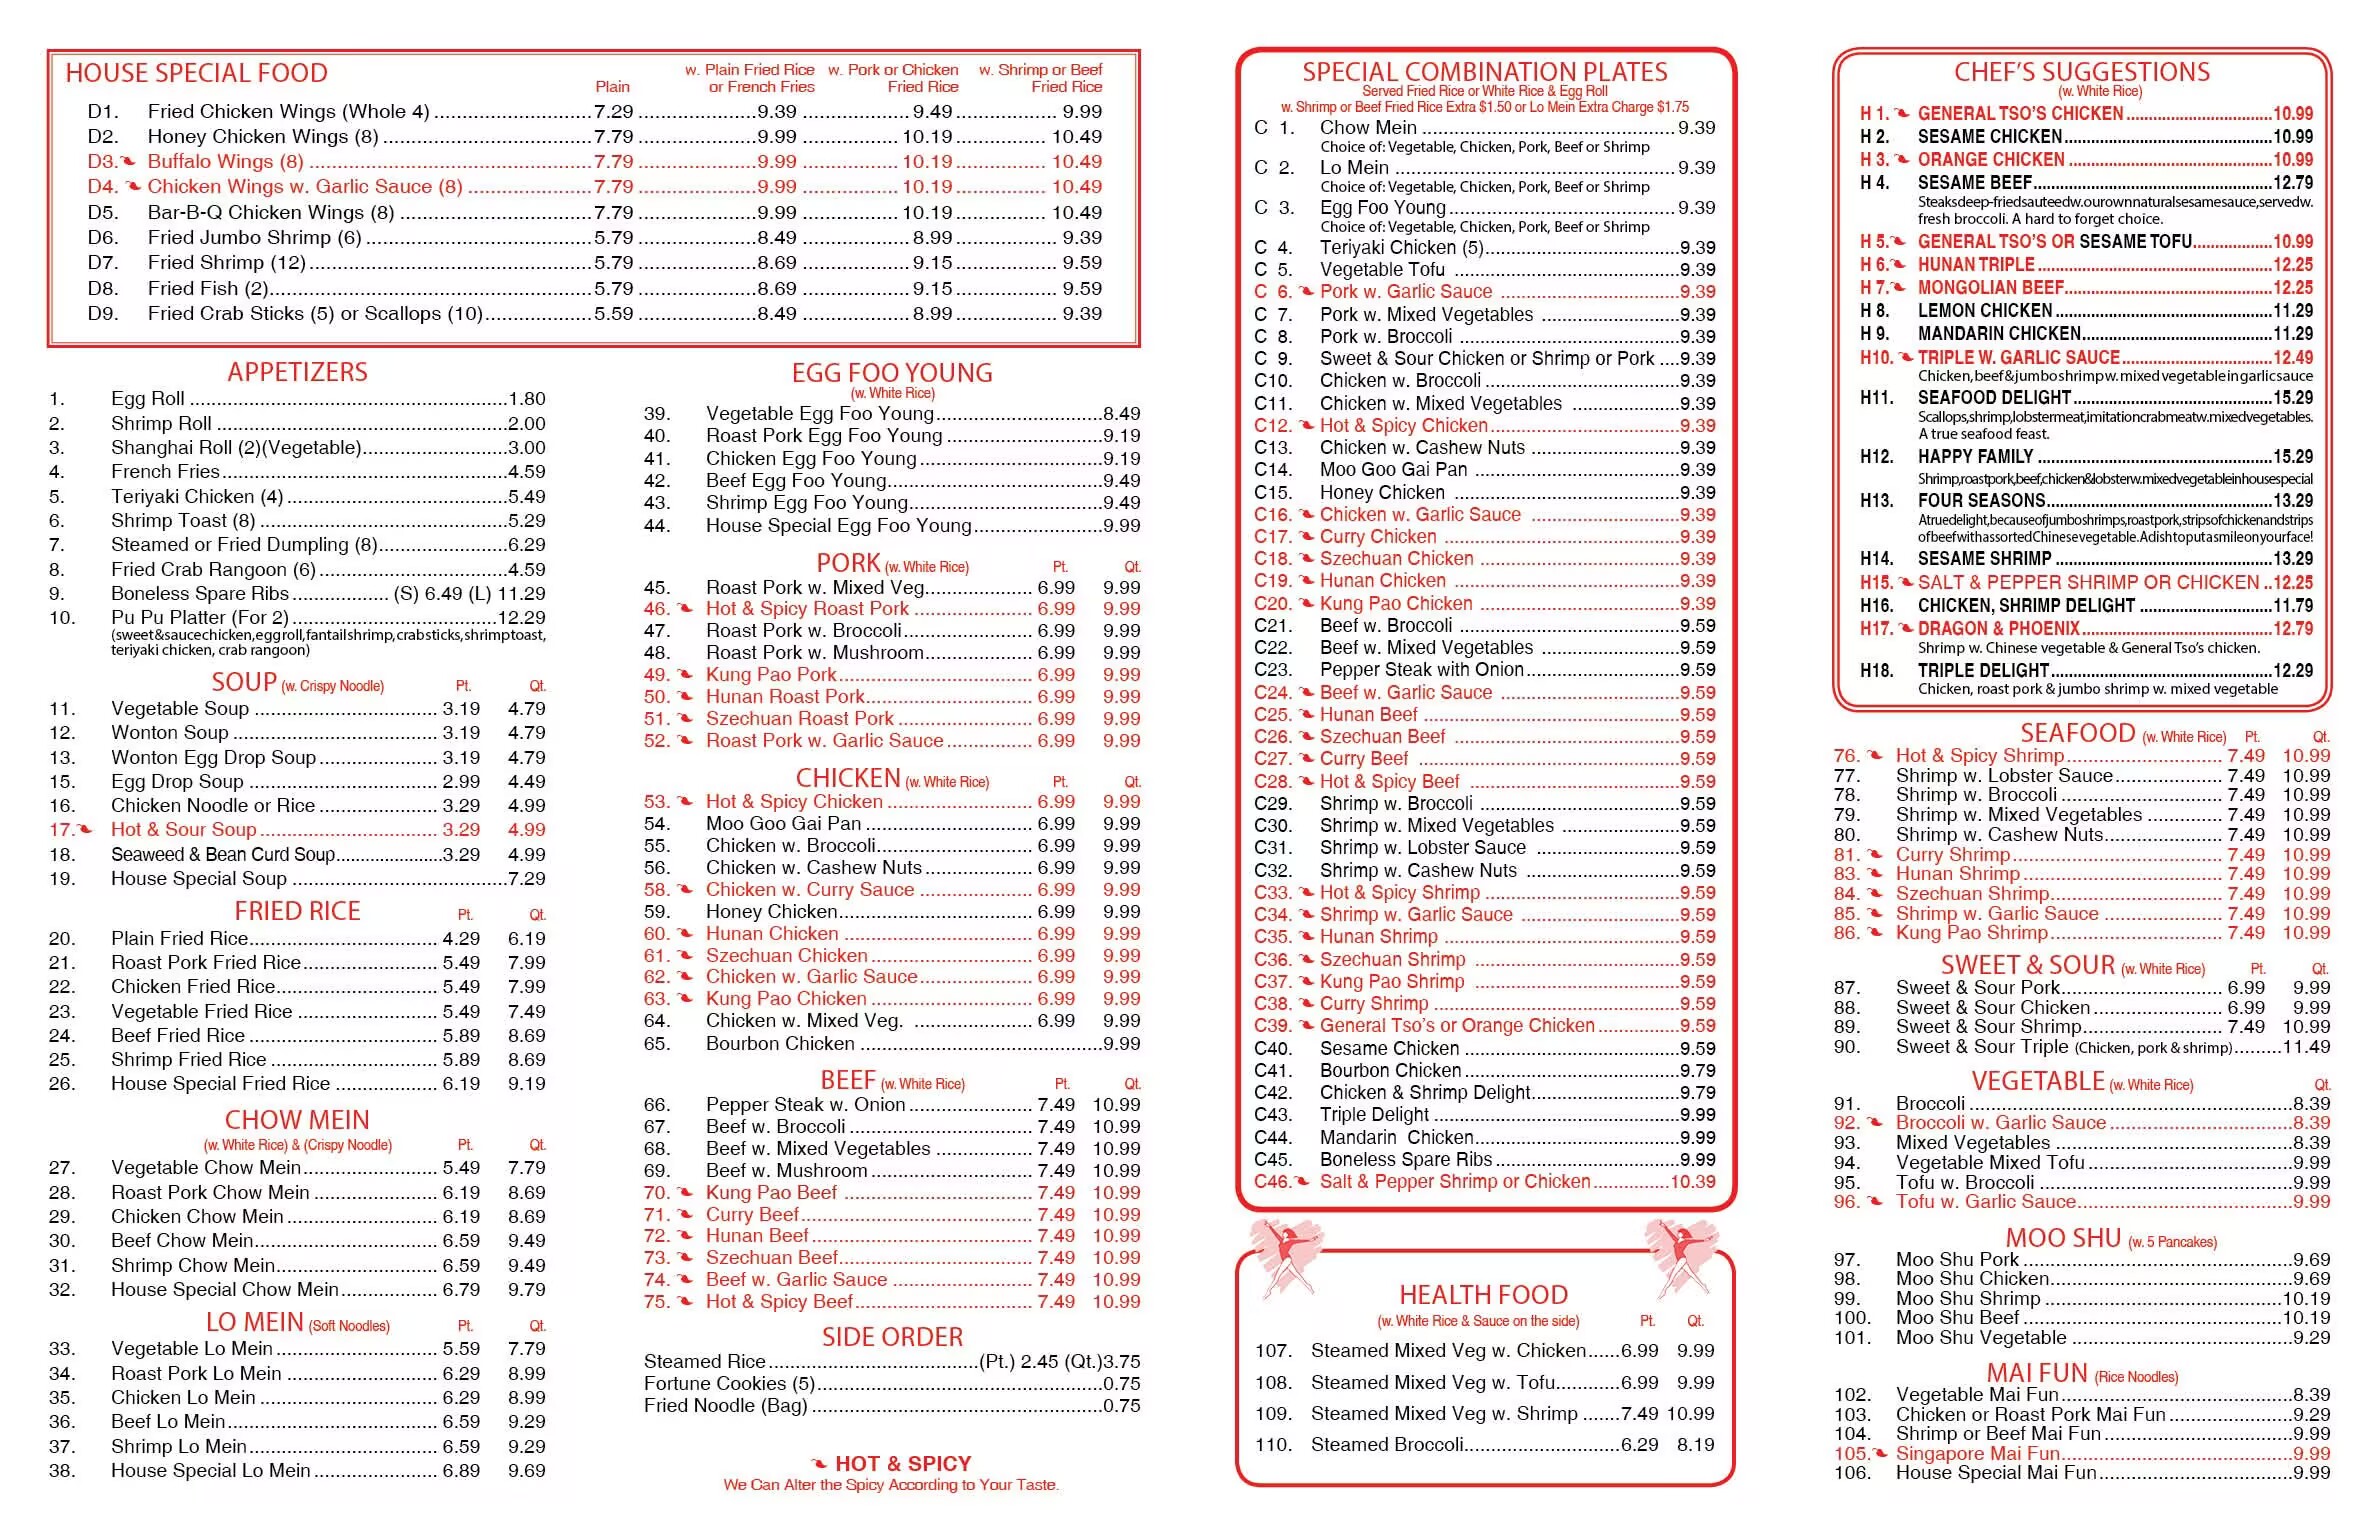 HOUSE SPECIAL FOOD
Plain
w. Plain Fried Rice or French Fries
w. Pork or Chicken Fried Rice
w. Shrimp or Beef Fried Rice
D1. Fried Chicken Wings (Whole 4) 7.29 9.39 9.49 9.99
D2. Honey Chicken Wings (8) 7.79 9.99 10.19 10.49
D3. Buffalo Wings (8) 7.79 9.99 10.19 10.49
D4. Chicken Wings w. Garlic Sauce (8) 7.79 9.99 10.19 10.49
D5. Bar-B-Q Chicken Wings (8) 7.79 9.99 10.19 10.49
D6. Fried Jumbo Shrimp (6) 5.79 8.49 8.99 9.39
D7. Fried Shrimp (12) 5.79 8.69 9.15 9.59
D8. Fried Fish (2) 5.79 8.69 9.15 9.59
D9. Fried Crab Sticks (5) or Scallops (10) 5.59 8.49 8.99 9.39
APPETIZERS
1. Egg Roll 1.80
2. Shrimp Roll 2.00
3. Shanghai Roll (2)(Vegetable) 3.00
4. French Fries 4.59
5. Teriyaki Chicken (4) 5.49
6. Shrimp Toast (8) 5.29
7. Steamed or Fried Dumpling (8) 6.29
8. Fried Crab Rangoon (6) 4.59
9. Boneless Spare Ribs (S) 6.49 (L) 11.29
10. Pu Pu Platter (For 2) 12.29
(sweet & sauce chicken, egg roll, fantail shrimp, crab sticks, shrimp toast,
teriyaki chicken, crab rangoon)
SOUP (w. Crispy Noodle) Pt. Qt.
11. Vegetable Soup 3.19 4.79
12. Wonton Soup 3.19 4.79
13. Wonton Egg Drop Soup 3.19 4.79
15. Egg Drop Soup 2.99 4.49
16. Chicken Noodle or Rice 3.29 4.99
17. Hot & Sour Soup 3.29 4.99
18. Seaweed & Bean Curd Soup 3.29 4.99
19. House Special Soup 7.29
FRIED RICE Pt. Qt.
20. Plain Fried Rice 4.29 6.19
21. Roast Pork Fried Rice 5.49 7.99
22. Chicken Fried Rice 5.49 7.99
23. Vegetable Fried Rice 5.49 7.49
24. Beef Fried Rice 5.89 8.69
25. Shrimp Fried Rice 5.89 8.69
26. House Special Fried Rice 6.19 9.19
CHOW MEIN
(w. White Rice) & (Crispy Noodle) Pt. Qt.
27. Vegetable Chow Mein 5.49 7.79
28. Roast Pork Chow Mein 6.19 8.69
29. Chicken Chow Mein 6.19 8.69
30. Beef Chow Mein 6.59 9.49
31. Shrimp Chow Mein 6.59 9.49
32. House Special Chow Mein 6.79 9.79
LO MEIN (Soft Noodles) Pt. Qt.
33. Vegetable Lo Mein 5.59 7.79
34. Roast Pork Lo Mein 6.29 8.99
35. Chicken Lo Mein 6.29 8.99
36. Beef Lo Mein 6.59 9.29
37. Shrimp Lo Mein 6.59 9.29
38. House Special Lo Mein 6.89 9.69
EGG FOO YOUNG
(w. White Rice)
39. Vegetable Egg Foo Young 8.49
40. Roast Pork Egg Foo Young 9.19
41. Chicken Egg Foo Young 9.19
42. Beef Egg Foo Young 9.49
43. Shrimp Egg Foo Young 9.49
44. House Special Egg Foo Young 9.99
PORK (w. White Rice) Pt. Qt.
45. Roast Pork w. Mixed Veg. 6.99 9.99
46. Hot & Spicy Roast Pork 6.99 9.99
47. Roast Pork w. Broccoli 6.99 9.99
48. Roast Pork w. Mushroom 6.99 9.99
49. Kung Pao Pork 6.99 9.99
50. Hunan Roast Pork 6.99 9.99
51. Szechuan Roast Pork 6.99 9.99
52. Roast Pork w. Garlic Sauce 6.99 9.99
CHICKEN (w. White Rice) Pt. Qt.
53. Hot & Spicy Chicken 6.99 9.99
54. Moo Goo Gai Pan 6.99 9.99
55. Chicken w. Broccoli 6.99 9.99
56. Chicken w. Cashew Nuts 6.99 9.99
58. Chicken w. Curry Sauce 6.99 9.99
59. Honey Chicken 6.99 9.99
60. Hunan Chicken 6.99 9.99
61. Szechuan Chicken 6.99 9.99
62. Chicken w. Garlic Sauce 6.99 9.99
63. Kung Pao Chicken 6.99 9.99
64. Chicken w. Mixed Veg. 6.99 9.99
65. Bourbon Chicken 9.99
BEEF (w. White Rice) Pt. Qt.
66. Pepper Steak w. Onion 7.49 10.99
67. Beef w. Broccoli 7.49 10.99
68. Beef w. Mixed Vegetables 7.49 10.99
69. Beef w. Mushroom 7.49 10.99
70. Kung Pao Beef 7.49 10.99
71. Curry Beef 7.49 10.99
72. Hunan Beef 7.49 10.99
73. Szechuan Beef 7.49 10.99
74. Beef w. Garlic Sauce 7.49 10.99
75. Hot & Spicy Beef 7.49 10.99
SIDE ORDER
Steamed Rice (Pt.) 2.45 (Qt.)3.75
Fortune Cookies (5) 0.75
Fried Noodle (Bag) 0.75
HOT & SPICY
We Can Alter the Spicy According to Your Taste.
SPECIAL COMBINATION PLATES
Served Fried Rice or White Rice & Egg Roll
w. Shrimp or Beef Fried Rice Extra $1.50 or Lo Mein Extra Charge $1.75
C 1. Chow Mein 9.39
Choice of: Vegetable, Chicken, Pork, Beef or Shrimp
C 2. Lo Mein 9.39
Choice of: Vegetable, Chicken, Pork, Beef or Shrimp
C 3. Egg Foo Young 9.39
Choice of: Vegetable, Chicken, Pork, Beef or Shrimp
C 4. Teriyaki Chicken (5) 9.39
C 5. Vegetable Tofu 9.39
C 6. Pork w. Garlic Sauce 9.39
C 7. Pork w. Mixed Vegetables 9.39
C 8. Pork w. Broccoli 9.39
C 9. Sweet & Sour Chicken or Shrimp or Pork 9.39
C10. Chicken w. Broccoli 9.39
C11. Chicken w. Mixed Vegetables 9.39
C12. Hot & Spicy Chicken 9.39
C13. Chicken w. Cashew Nuts 9.39
C14. Moo Goo Gai Pan 9.39
C15. Honey Chicken 9.39
C16. Chicken w. Garlic Sauce 9.39
C17. Curry Chicken 9.39
C18. Szechuan Chicken 9.39
C19. Hunan Chicken 9.39
C20. Kung Pao Chicken 9.39
C21. Beef w. Broccoli 9.59
C22. Beef w. Mixed Vegetables 9.59
C23. Pepper Steak with Onion 9.59
C24. Beef w. Garlic Sauce 9.59
C25. Hunan Beef 9.59
C26. Szechuan Beef 9.59
C27. Curry Beef 9.59
C28. Hot & Spicy Beef 9.59
C29. Shrimp w. Broccoli 9.59
C30. Shrimp w. Mixed Vegetables 9.59
C31. Shrimp w. Lobster Sauce 9.59
C32. Shrimp w. Cashew Nuts 9.59
C33. Hot & Spicy Shrimp 9.59
C34. Shrimp w. Garlic Sauce 9.59
C35. Hunan Shrimp 9.59
C36. Szechuan Shrimp 9.59
C37. Kung Pao Shrimp 9.59
C38. Curry Shrimp 9.59
C39. General Tso's or Orange Chicken 9.59
C40. Sesame Chicken 9.59
C41. Bourbon Chicken 9.79
C42. Chicken & Shrimp Delight 9.79
C43. Triple Delight 9.99
C44. Mandarin Chicken 9.99
C45. Boneless Spare Ribs 9.99
C46. Salt & Pepper Shrimp or Chicken 10.39
HEALTH FOOD
(w. White Rice & Sauce on the side) Pt. Qt.
107. Steamed Mixed Veg w. Chicken 6.99 9.99
108. Steamed Mixed Veg w. Tofu 6.99 9.99
109. Steamed Mixed Veg w. Shrimp 7.49 10.99
110. Steamed Broccoli 6.29 8.19
CHEF'S SUGGESTIONS
(w. White Rice)
H 1. GENERAL TSO'S CHICKEN 10.99
H 2. SESAME CHICKEN 10.99
H 3. ORANGE CHICKEN 10.99
H 4. SESAME BEEF 12.79
Steaks deep-fried sauteed w. our own natural sesame sauce, served w.
fresh broccoli. A hard to forget choice.
H 5. GENERAL TSO'S OR SESAME TOFU 10.99
H 6. HUNAN TRIPLE 12.25
H 7. MONGOLIAN BEEF 12.25
H 8. LEMON CHICKEN 11.29
H 9. MANDARIN CHICKEN 11.29
H10. TRIPLE W. GARLIC SAUCE 12.49
Chicken, beef & jumbo shrimp w. mixed vegetable in garlic sauce
H11. SEAFOOD DELIGHT 15.29
Scallops, shrimp, lobster meat, imitation crab meat w. mixed vegetables.
A true seafood feast.
H12. HAPPY FAMILY 15.29
Shrimp, roast pork, beef, chicken & lobster w. mixed vegetable in house special
H13. FOUR SEASONS 13.29
A true delight, because of jumbo shrimps, roast pork, strips of chicken and strips
of beef with assorted Chinese vegetable. A dish to put a smile on your face!
H14. SESAME SHRIMP 13.29
H15. SALT & PEPPER SHRIMP OR CHICKEN 12.25
H16. CHICKEN, SHRIMP DELIGHT 11.79
H17. DRAGON & PHOENIX 12.79
Shrimp w. Chinese vegetable & General Tso's chicken.
H18. TRIPLE DELIGHT 12.29
Chicken, roast pork & jumbo shrimp w. mixed vegetable
SEAFOOD (w. White Rice) Pt. Qt.
76. Hot & Spicy Shrimp 7.49 10.99
77. Shrimp w. Lobster Sauce 7.49 10.99
78. Shrimp w. Broccoli 7.49 10.99
79. Shrimp w. Mixed Vegetables 7.49 10.99
80. Shrimp w. Cashew Nuts 7.49 10.99
81. Curry Shrimp 7.49 10.99
83. Hunan Shrimp 7.49 10.99
84. Szechuan Shrimp 7.49 10.99
85. Shrimp w. Garlic Sauce 7.49 10.99
86. Kung Pao Shrimp 7.49 10.99
SWEET & SOUR (w. White Rice) Pt. Qt.
87. Sweet & Sour Pork 6.99 9.99
88. Sweet & Sour Chicken 6.99 9.99
89. Sweet & Sour Shrimp 7.49 10.99
90. Sweet & Sour Triple (Chicken, pork & shrimp) 11.49
VEGETABLE (w. White Rice) Qt.
91. Broccoli 8.39
92. Broccoli w. Garlic Sauce 8.39
93. Mixed Vegetables 8.39
94. Vegetable Mixed Tofu 9.99
95. Tofu w. Broccoli 9.99
96. Tofu w. Garlic Sauce 9.99
MOO SHU (w. 5 Pancakes)
97. Moo Shu Pork 9.69
98. Moo Shu Chicken 9.69
99. Moo Shu Shrimp 10.19
100. Moo Shu Beef 10.19
101. Moo Shu Vegetable 9.29
MAI FUN (Rice Noodles)
102. Vegetable Mai Fun 8.39
103. Chicken or Roast Pork Mai Fun 9.29
104. Shrimp or Beef Mai Fun 9.99
105. Singapore Mai Fun 9.99
106. House Special Mai Fun 9.99